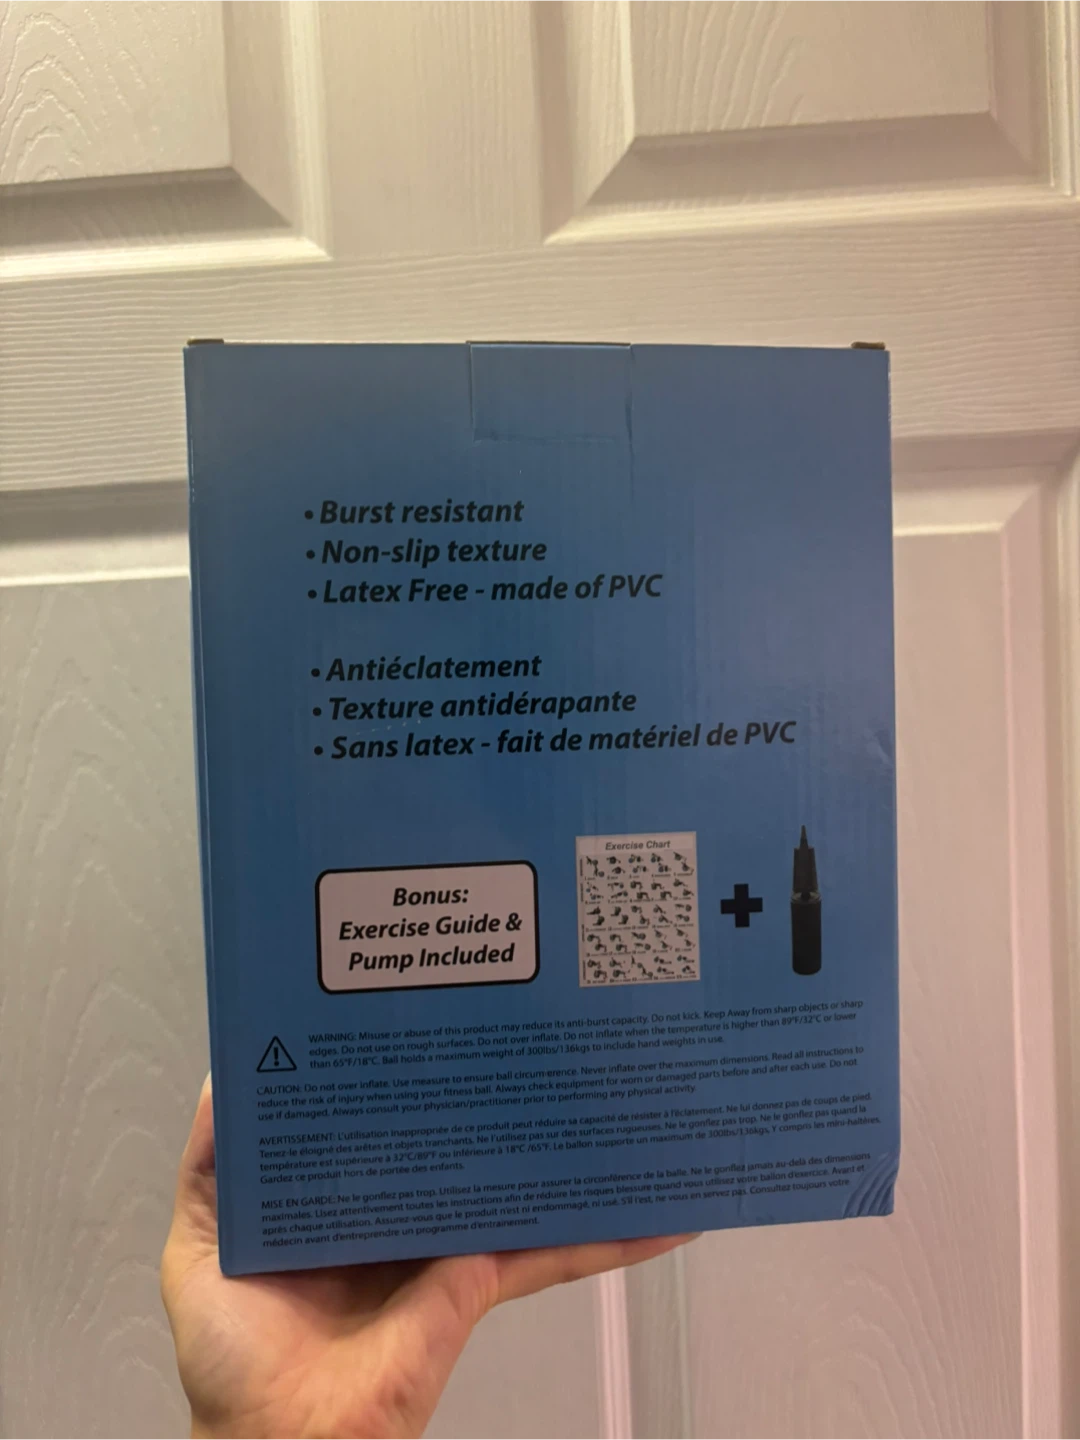 • Burst resistant
• Non-slip texture
• Latex Free - made of PVC
• Antiéclatement
• Texture antidérapante
• Sans latex - fait de matériel de PVC
Bonus:
Exercise Guide &
Pump Included
Exercise Chart
WARNING: Misuse or abuse of this product may reduce its anti-burst capacity. Do not kick. Keep Away from sharp objects or sharp
edges. Do not use on rough surfaces. Do not over inflate. Do not inflate when the temperature is higher than 89°F/32°C or lower
than 65°F/18°C. Ball holds a maximum weight of 300lbs/136kgs to include hand weights in use.
CAUTION: Do not over inflate. Use measure to ensure ball circum-erence. Never inflate over the maximum dimensions. Read all instructions to
reduce the risk of injury when using your fitness ball. Always check equipment for worn or damaged parts before and after each use. Do not
use if damaged. Always consult your physician/practitioner prior to performing any physical activity.
AVERTISSEMENT: L'utilisation inappropriée de ce produit peut réduire sa capacité de résister à l'éclatement. Ne lui donnez pas de coups de pied.
Tenez-le éloigné des arêtes et objets tranchants. Ne l'utilisez pas sur des surfaces rugueuses. Ne le gonflez pas trop. Ne le gonflez pas quand la
température est supérieure à 32°C/89°F ou inférieure à 18°C /65°F. Le ballon supporte un maximum de 300lbs/136kgs, Y compris les mini-haltères.
Gardez ce produit hors de portée des enfants.
MISE EN GARDE: Ne le gonflez pas trop. Utilisez la mesure pour assurer la circonférence de la balle. Ne le gonflez jamais au-delà des dimensions
maximales. Lisez attentivement toutes les instructions afin de réduire les risques blessure quand vous utilisez votre ballon d'exercice. Avant et
après chaque utilisation. Assurez-vous que le produit n'est ni endommagé, ni usé. S'il l'est, ne vous en servez pas. Consultez toujours votre
médecin avant d'entreprendre un programme d'entrainement.